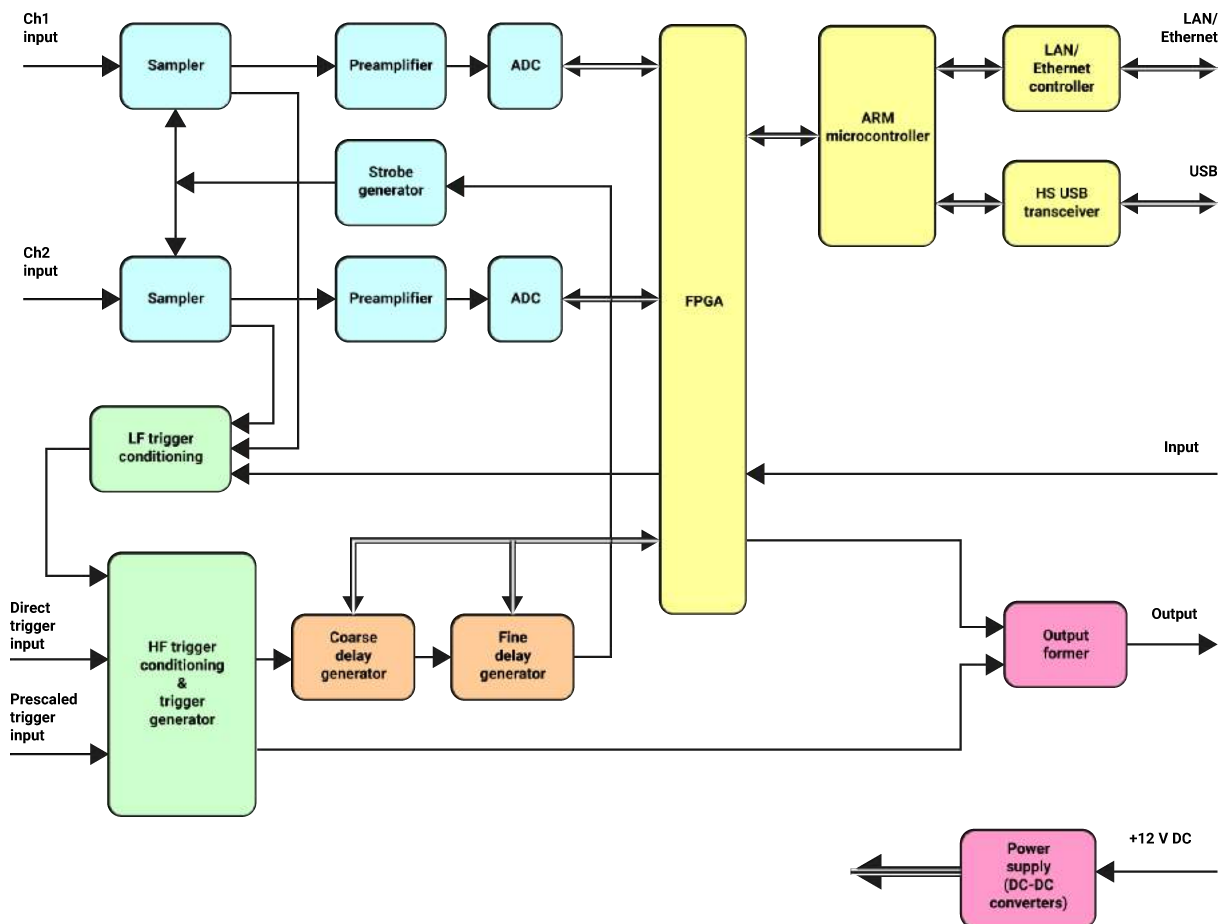 Ch1
input
Sampler
Preamplifier
ADC
LAN/
Ethernet
LAN/
Ethernet
controller
ARM
microcontroller
Strobe
generator
HS USB
transceiver
USB
Ch2
input
Sampler
Preamplifier
ADC
FPGA
LF trigger
conditioning
Input
Direct
trigger
input
HF trigger
conditioning
&
trigger
generator
Coarse
delay
generator
Fine
delay
generator
Output
former
Output
Prescaled
trigger
input
Power
supply
(DC-DC
converters)
+12 V DC